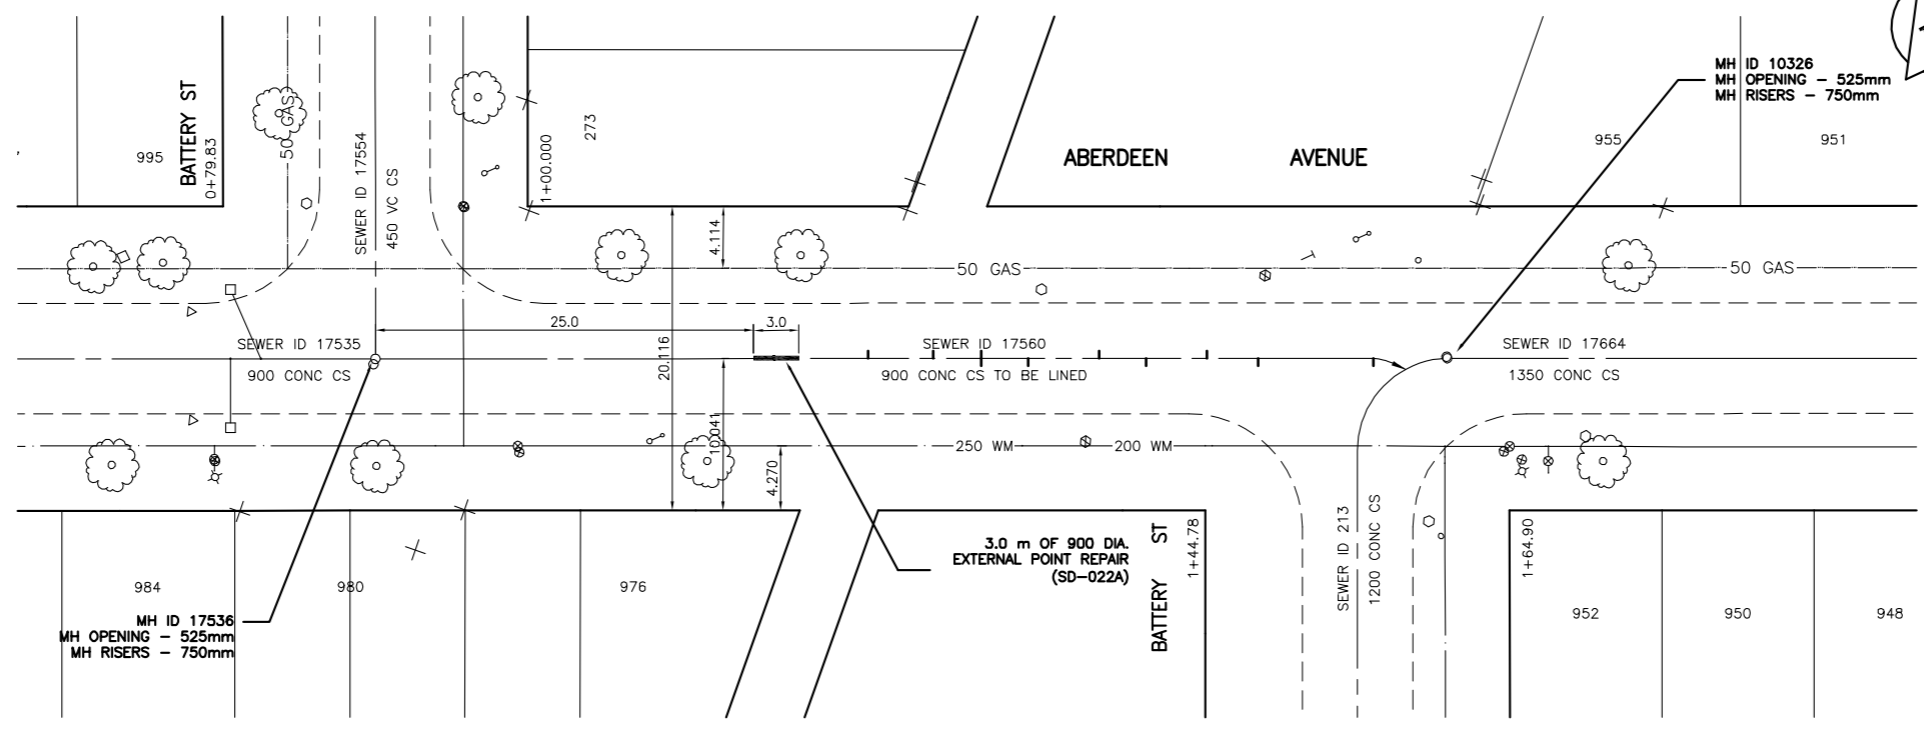 MH ID 10326
MH OPENING – 525mm
MH RISERS – 750mm
995
BATTERY ST
0+79.83
50 GAS
SEWER ID 17554
450 VC CS
1+00.000
273
ABERDEEN AVENUE
955
951
4.114
50 GAS
50 GAS
25.0
3.0
20.116
SEWER ID 17535
900 CONC CS
SEWER ID 17560
900 CONC CS TO BE LINED
SEWER ID 17664
1350 CONC CS
10.041
4.270
250 WM
200 WM
3.0 m OF 900 DIA.
EXTERNAL POINT REPAIR
(SD–022A)
BATTERY ST
1+44.78
SEWER ID 213
1200 CONC CS
1+64.90
984
980
976
952
950
948
MH ID 17536
MH OPENING – 525mm
MH RISERS – 750mm